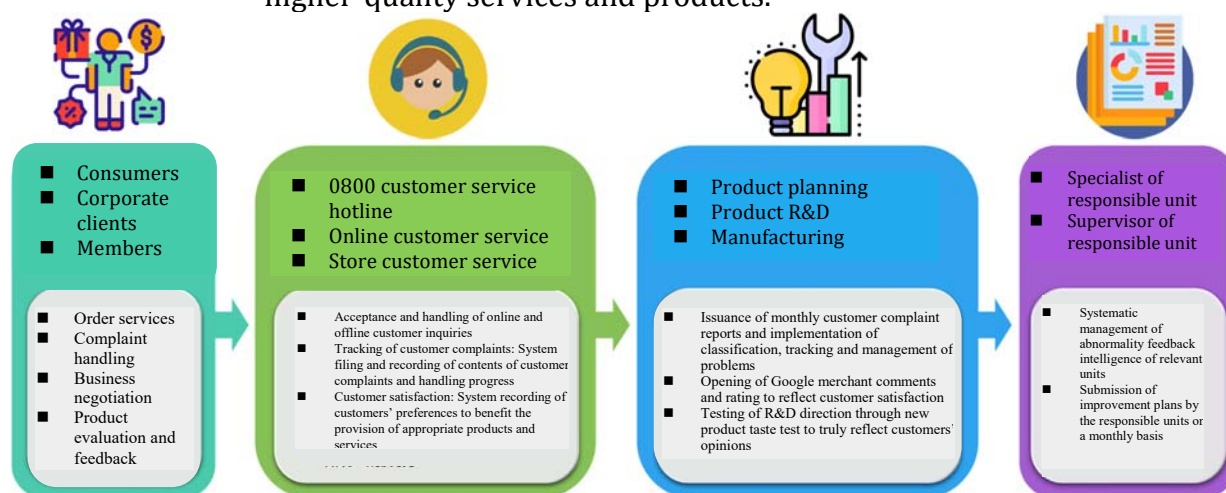 higher quality services and products.
■ Consumers
■ Corporate
clients
■ Members
■ Order services
■ Complaint
handling
■ Business
negotiation
■ Product
evaluation and
feedback
■ 0800 customer service
hotline
■ Online customer service
■ Store customer service
■ Acceptance and handling of online and
offline customer inquiries
■ Tracking of customer complaints: System
filing and recording of contents of customer
complaints and handling progress
■ Customer satisfaction: System recording of
customers' preferences to benefit the
provision of appropriate products and
services
■ Product planning
■ Product R&D
■ Manufacturing
■ Issuance of monthly customer complaint
reports and implementation of
classification, tracking and management of
problems
■ Opening of Google merchant comments
and rating to reflect customer satisfaction
■ Testing of R&D direction through new
product taste test to truly reflect customers'
opinions
■ Specialist of
responsible unit
■ Supervisor of
responsible unit
■ Systematic
management of
abnormality feedback
intelligence of relevant
units
■ Submission of
improvement plans by
the responsible units on
a monthly basis